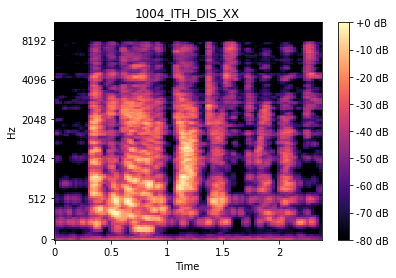 1004_ITH_DIS_XX
Hz
8192
4096
2048
1024
512
0
0
0.5
1
1.5
2
Time
+0 dB
-10 dB
-20 dB
-30 dB
-40 dB
-50 dB
-60 dB
-70 dB
-80 dB